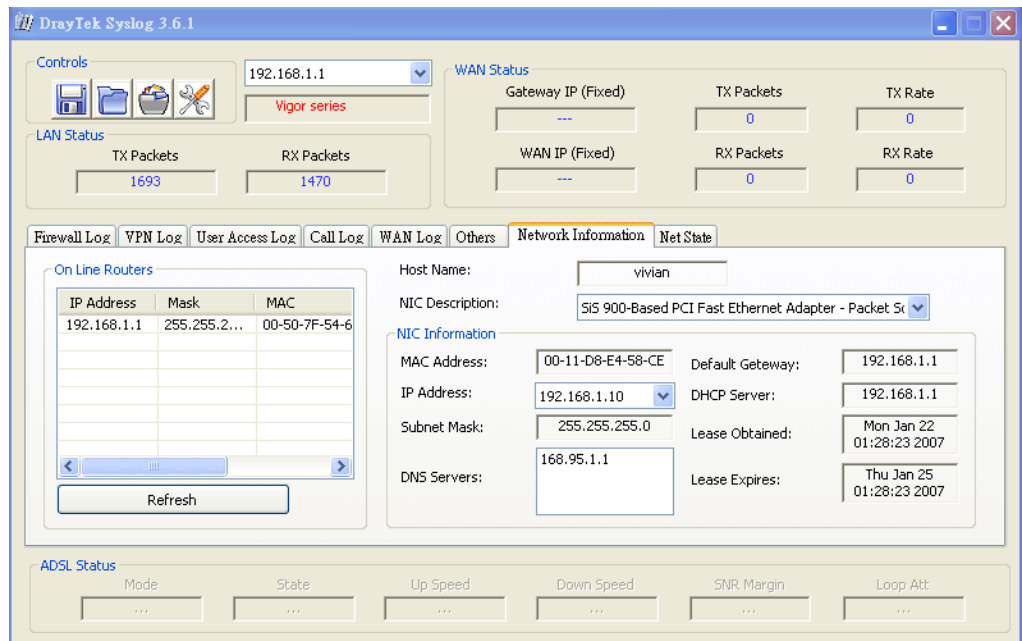 DrayTek Syslog 3.6.1
Controls
192.168.1.1
Vigor series
WAN Status
Gateway IP (Fixed) TX Packets TX Rate
--- 0 0
WAN IP (Fixed) RX Packets RX Rate
--- 0 0
LAN Status
TX Packets RX Packets
1693 1470
Firewall Log VPN Log User Access Log Call Log WAN Log Others Network Information Net State
On Line Routers
IP Address Mask MAC
192.168.1.1 255.255.2... 00-50-7F-54-6
Refresh
Host Name: vivian
NIC Description: SiS 900-Based PCI Fast Ethernet Adapter - Packet Sc
NIC Information
MAC Address: 00-11-D8-E4-58-CE
IP Address: 192.168.1.10
Subnet Mask: 255.255.255.0
DNS Servers: 168.95.1.1
Default Geteway: 192.168.1.1
DHCP Server: 192.168.1.1
Lease Obtained: Mon Jan 22
01:28:23 2007
Lease Expires: Thu Jan 25
01:28:23 2007
ADSL Status
Mode State Up Speed Down Speed SNR Margin Loop Att
... ... ... ... ... ...